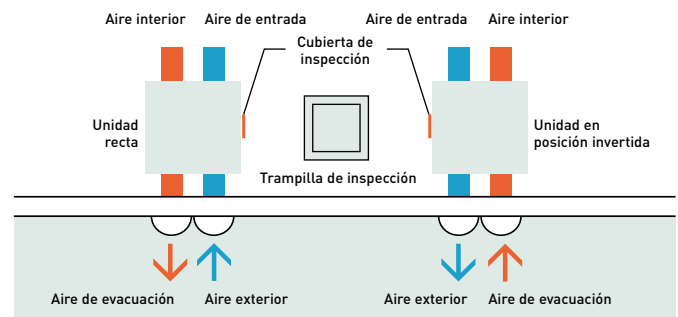 Aire interior
Aire de entrada
Aire de entrada
Aire interior
Cubierta de
inspección
Unidad
recta
Unidad en
posición invertida
Trampilla de inspección
Aire de evacuación
Aire exterior
Aire exterior
Aire de evacuación